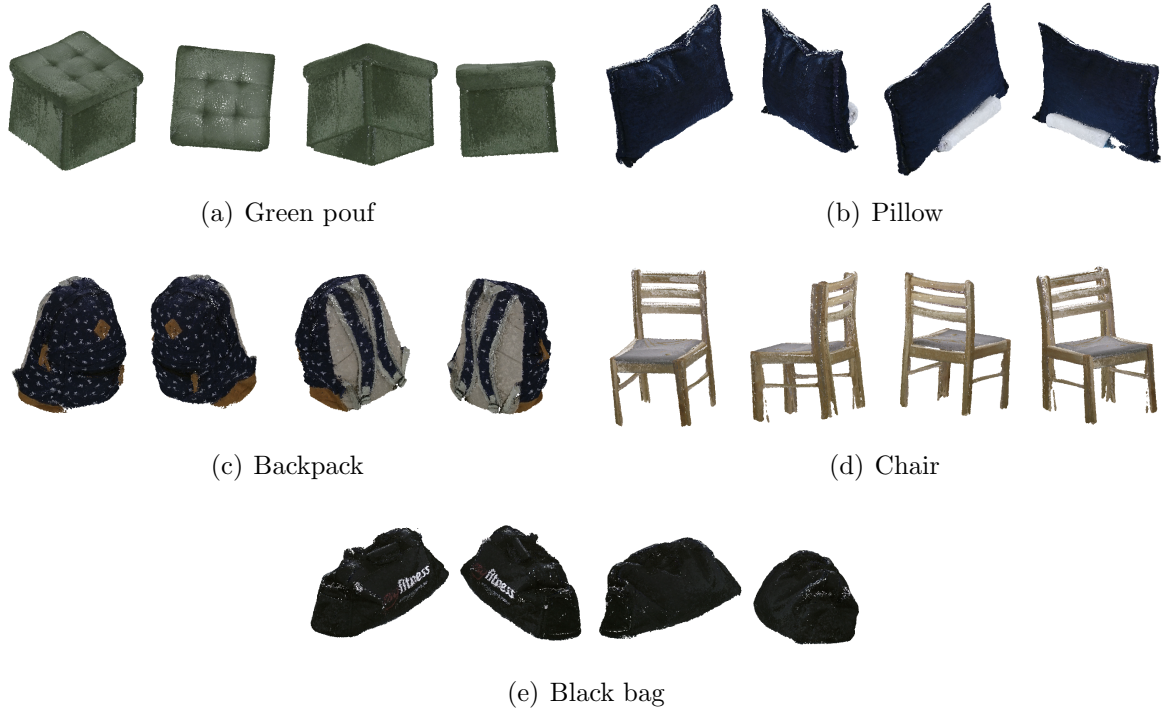 (a) Green pouf
(b) Pillow
(c) Backpack
(d) Chair
fitness
fitness
(e) Black bag